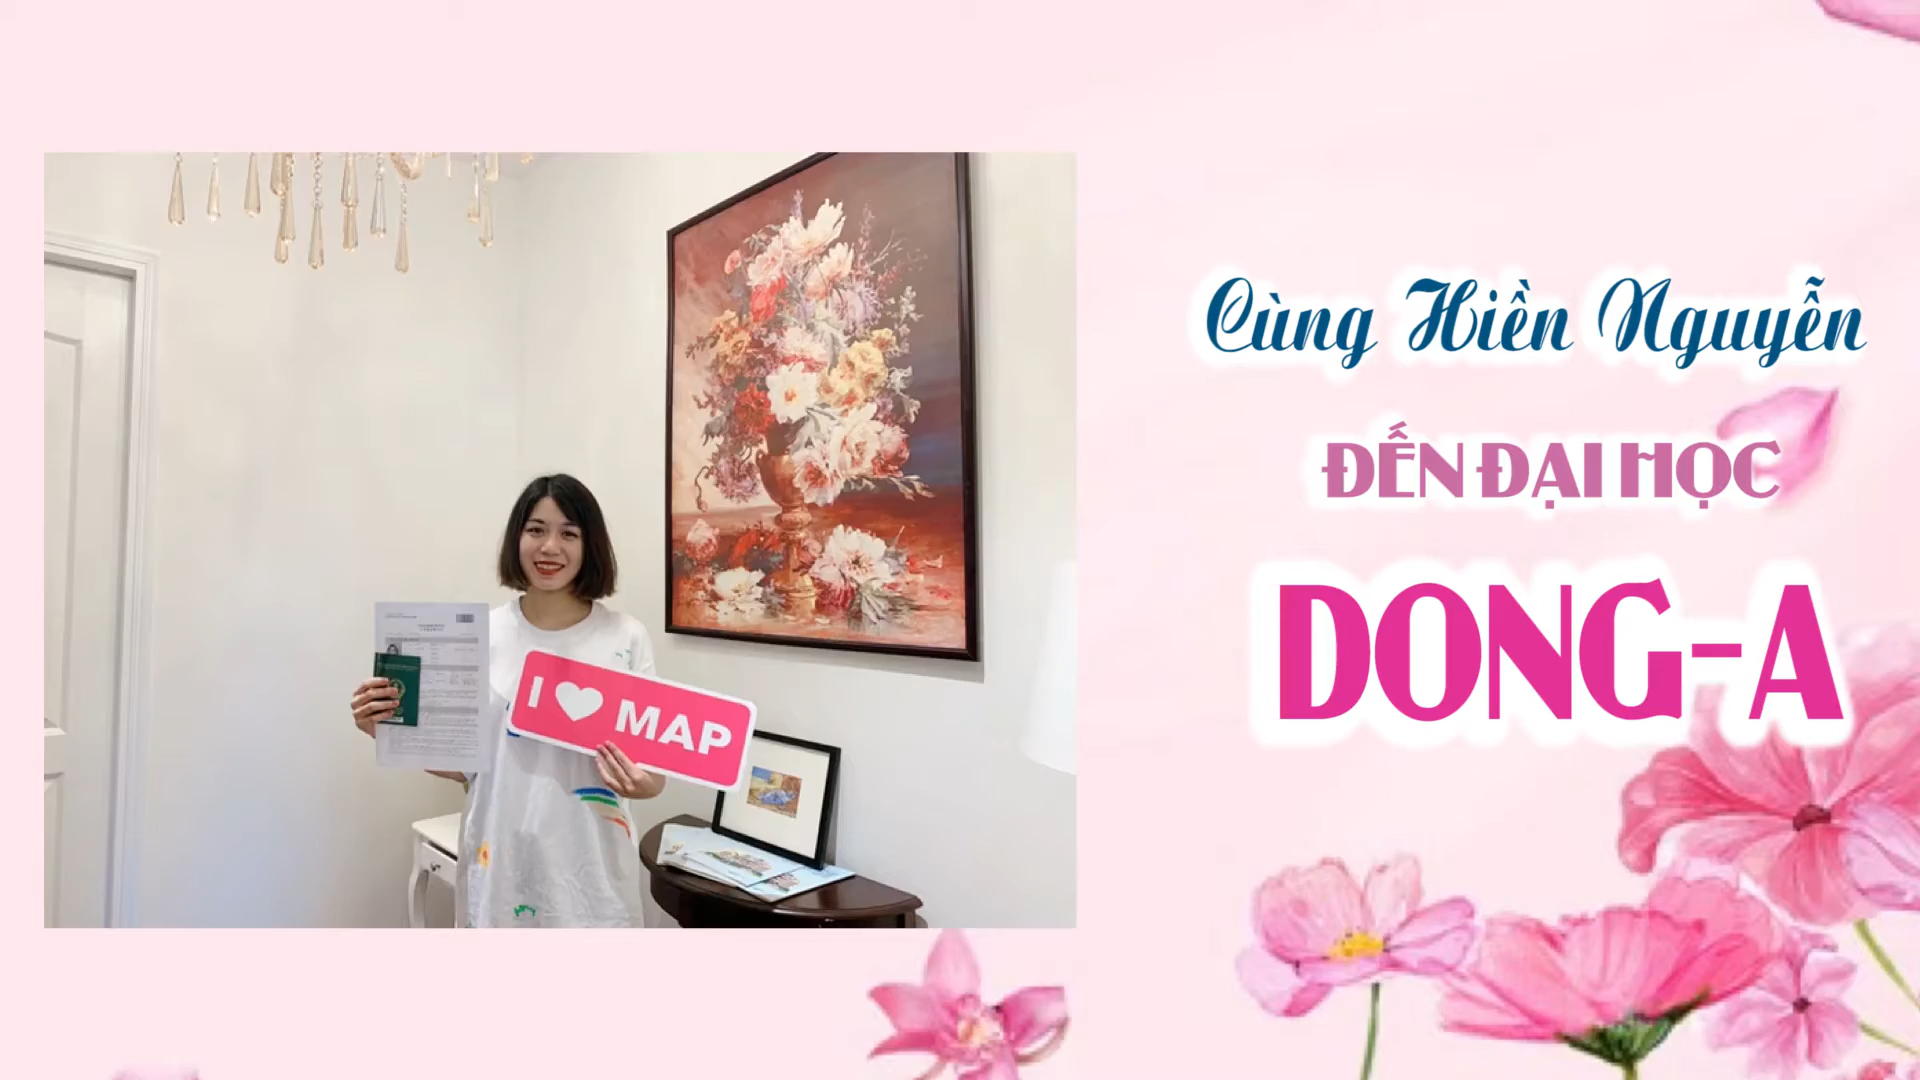 I MAP
Cùng Hiền Nguyễn
ĐẾN ĐẠI HỌC
DONG-A